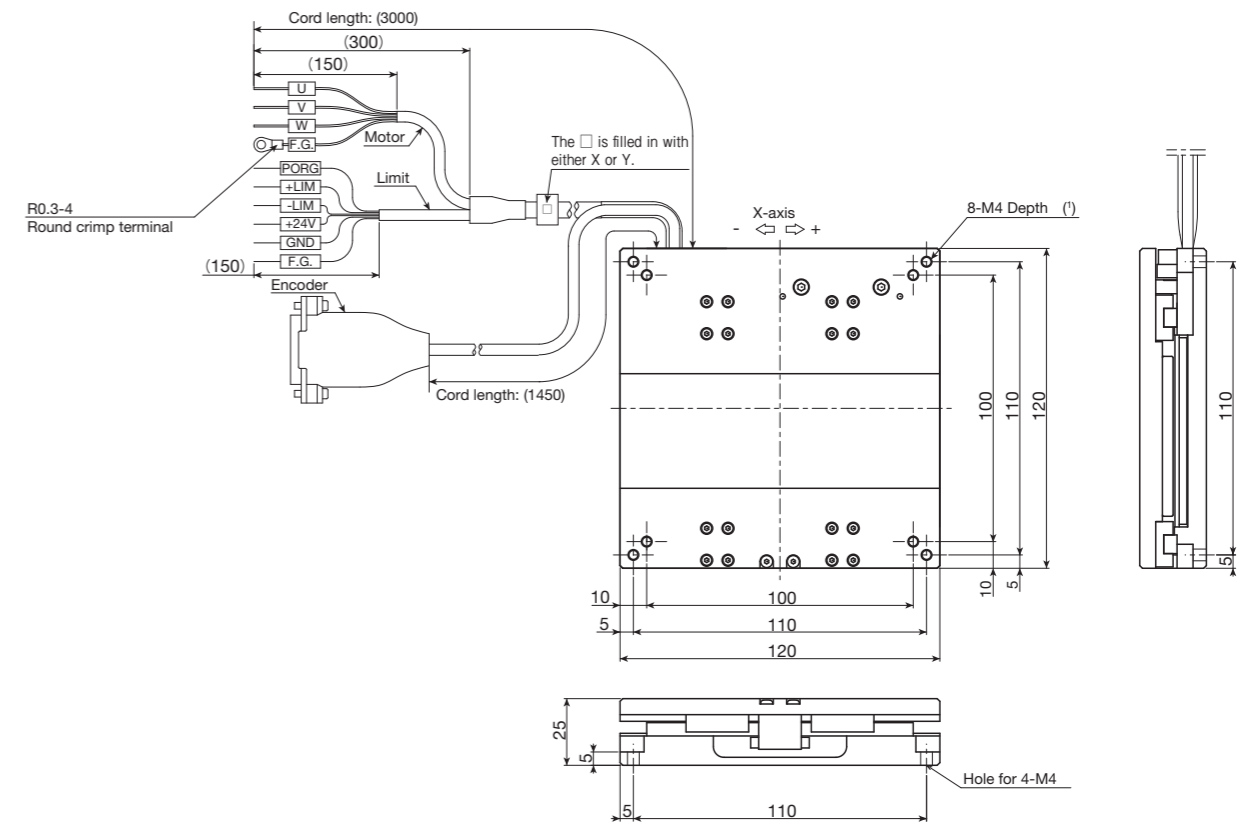 Cord length: (3000)
(300)
(150)
U
V
W
F.G.
Motor
PORG
+LIM
-LIM
+24V
GND
F.G.
Limit
R0.3-4
Round crimp terminal
(150)
Encoder
Cord length: (1450)
The □ is filled in with
either X or Y.
□
X-axis
- +
8-M4 Depth (¹)
100
110
120
10
5
110
5
10
100
5
110
120
25
5
5
110
Hole for 4-M4